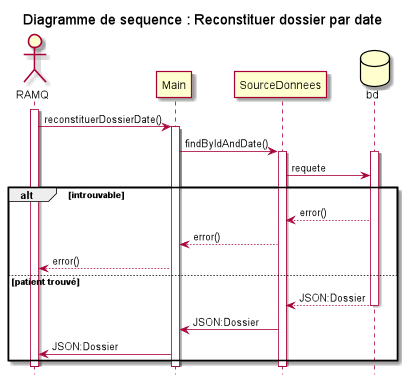 Diagramme de sequence : Reconstituer dossier par date
RAMQ
Main
SourceDonnees
bd
reconstituerDossierDate()
findByIdAndDate()
requete
alt [introuvable]
error()
error()
error()
[patient trouvé]
JSON:Dossier
JSON:Dossier
JSON:Dossier